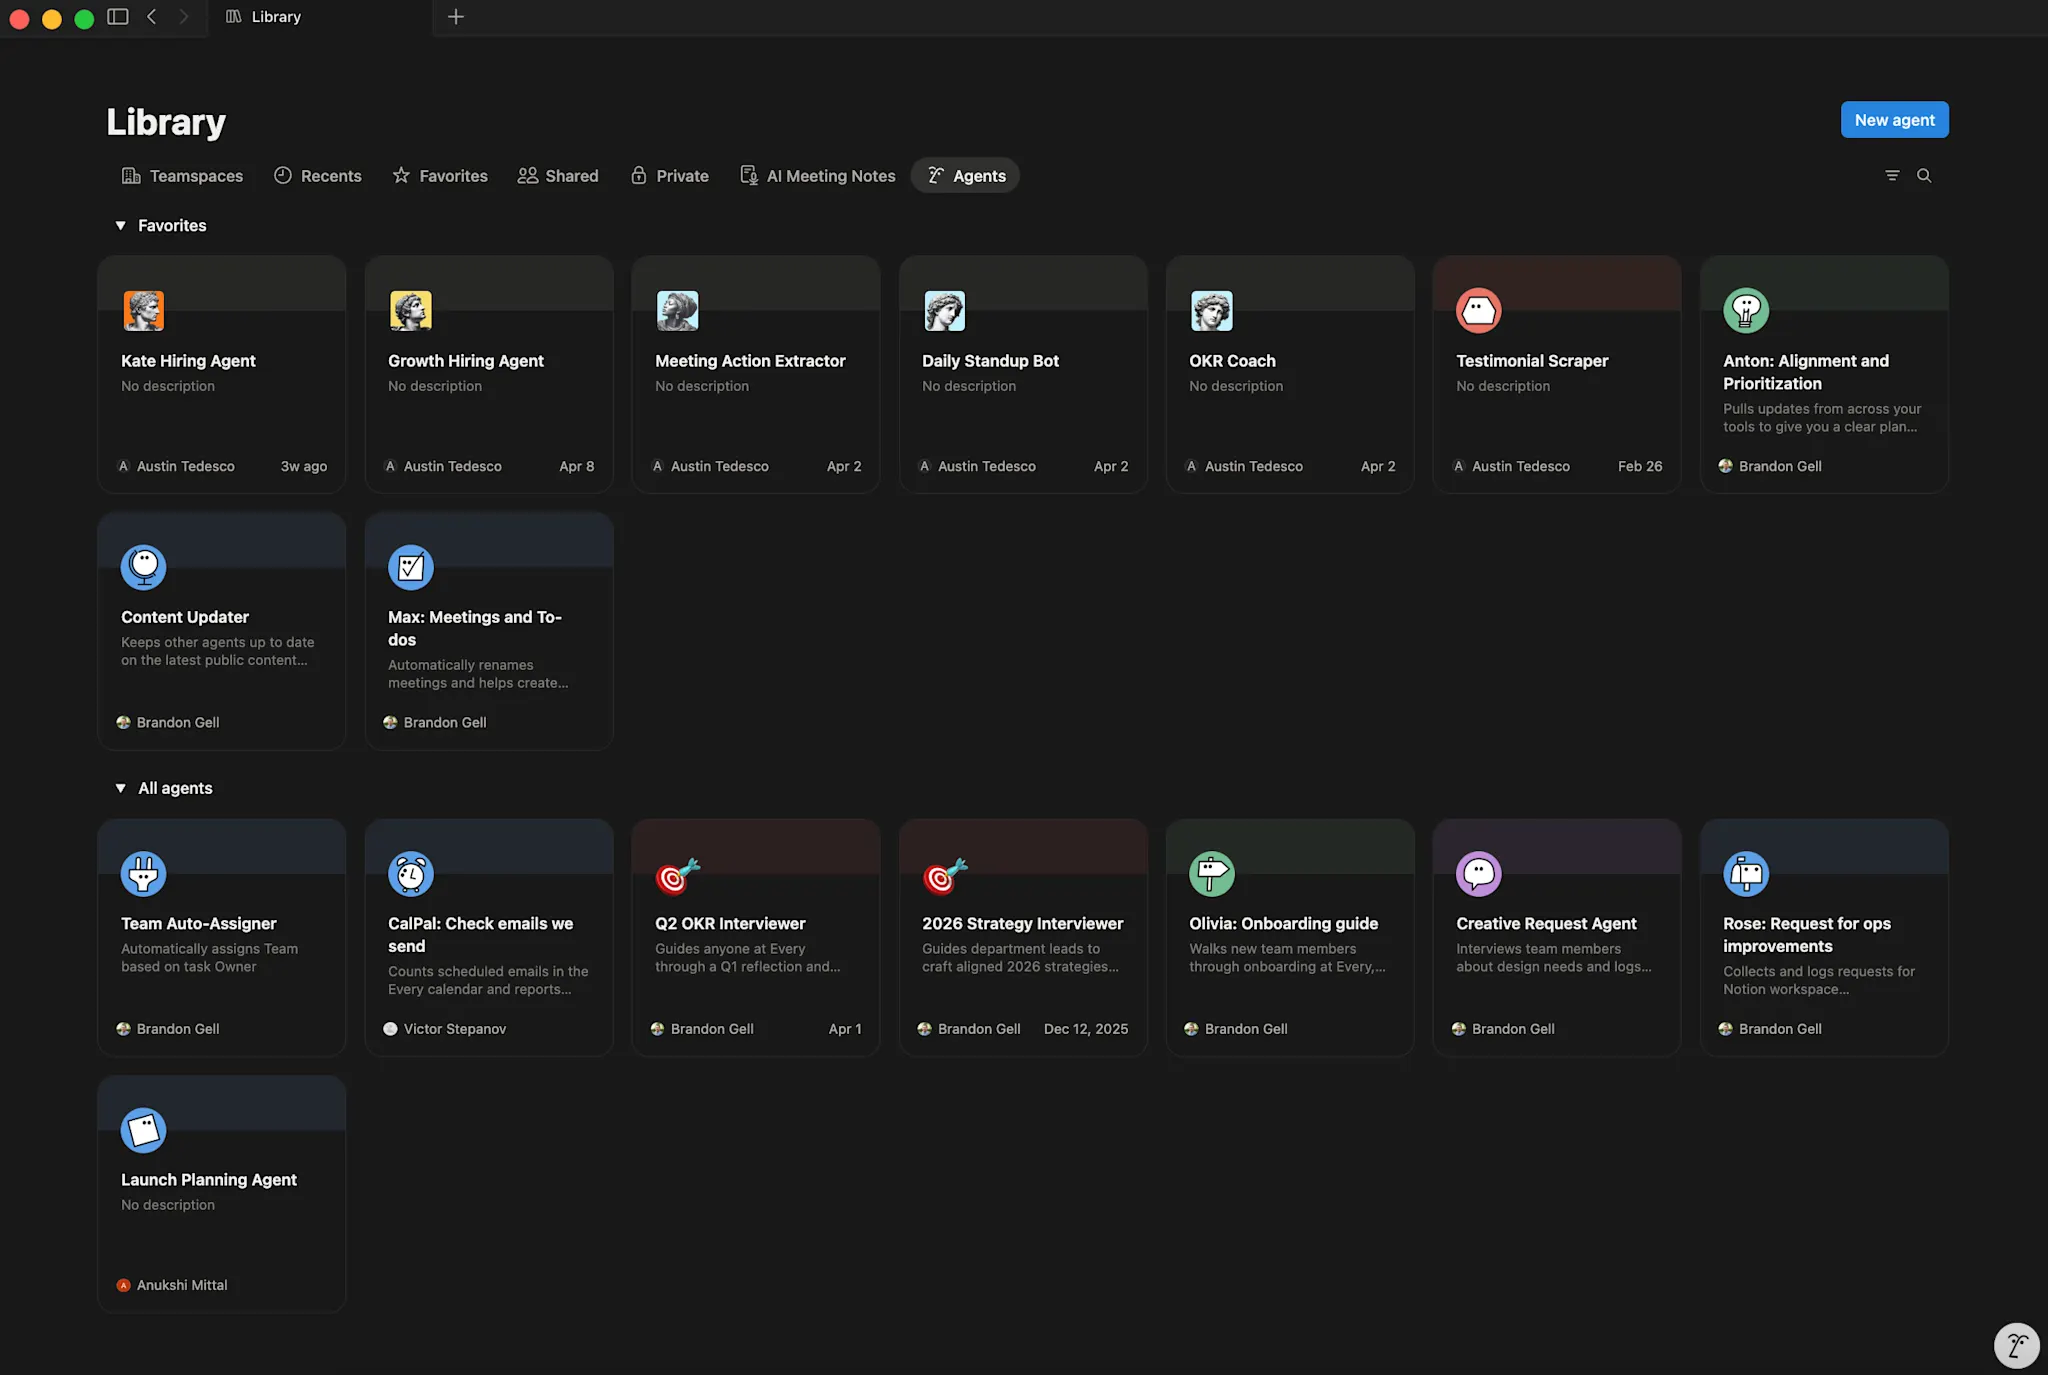 Library
Library
New agent
Teamspaces
Recents
Favorites
Shared
Private
AI Meeting Notes
Agents
Favorites
Kate Hiring Agent
No description
A Austin Tedesco 3w ago
Growth Hiring Agent
No description
A Austin Tedesco Apr 8
Meeting Action Extractor
No description
A Austin Tedesco Apr 2
Daily Standup Bot
No description
A Austin Tedesco Apr 2
OKR Coach
No description
A Austin Tedesco Apr 2
Testimonial Scraper
No description
A Austin Tedesco Feb 26
Anton: Alignment and
Prioritization
Pulls updates from across your
tools to give you a clear plan...
Brandon Gell
Content Updater
Keeps other agents up to date
on the latest public content...
Brandon Gell
Max: Meetings and To-
dos
Automatically renames
meetings and helps create...
Brandon Gell
All agents
Team Auto-Assigner
Automatically assigns Team
based on task Owner
Brandon Gell
CalPal: Check emails we
send
Counts scheduled emails in the
Every calendar and reports...
Victor Stepanov
Q2 OKR Interviewer
Guides anyone at Every
through a Q1 reflection and...
Brandon Gell Apr 1
2026 Strategy Interviewer
Guides department leads to
craft aligned 2026 strategies...
Brandon Gell Dec 12, 2025
Olivia: Onboarding guide
Walks new team members
through onboarding at Every,...
Brandon Gell
Creative Request Agent
Interviews team members
about design needs and logs...
Brandon Gell
Rose: Request for ops
improvements
Collects and logs requests for
Notion workspace...
Brandon Gell
Launch Planning Agent
No description
A Anukshi Mittal